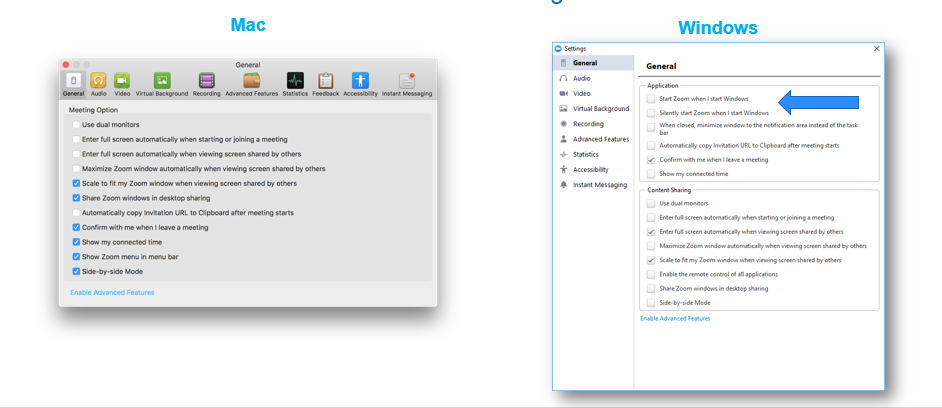 Mac
General
General Audio Video Virtual Background Recording Advanced Features Statistics Feedback Accessibility Instant Messaging
Meeting Option
Use dual monitors
Enter full screen automatically when starting or joining a meeting
Enter full screen automatically when viewing screen shared by others
Maximize Zoom window automatically when viewing screen shared by others
Scale to fit my Zoom window when viewing screen shared by others
Share Zoom windows in desktop sharing
Automatically copy Invitation URL to Clipboard after meeting starts
Confirm with me when I leave a meeting
Show my connected time
Show Zoom menu in menu bar
Side-by-side Mode
Enable Advanced Features
Windows
Settings
General
Audio
Video
Virtual Background
Recording
Advanced Features
Statistics
Accessibility
Instant Messaging
General
Application
Start Zoom when I start Windows
Silently start Zoom when I start Windows
When closed, minimize window to the notification area instead of the task
bar
Automatically copy Invitation URL to Clipboard after meeting starts
Confirm with me when I leave a meeting
Show my connected time
Content Sharing
Use dual monitors
Enter full screen automatically when starting or joining a meeting
Enter full screen automatically when viewing screen shared by others
Maximize Zoom window automatically when viewing screen shared by others
Scale to fit my Zoom window when viewing screen shared by others
Enable the remote control of all applications
Share Zoom windows in desktop sharing
Side-by-side Mode
Enable Advanced Features